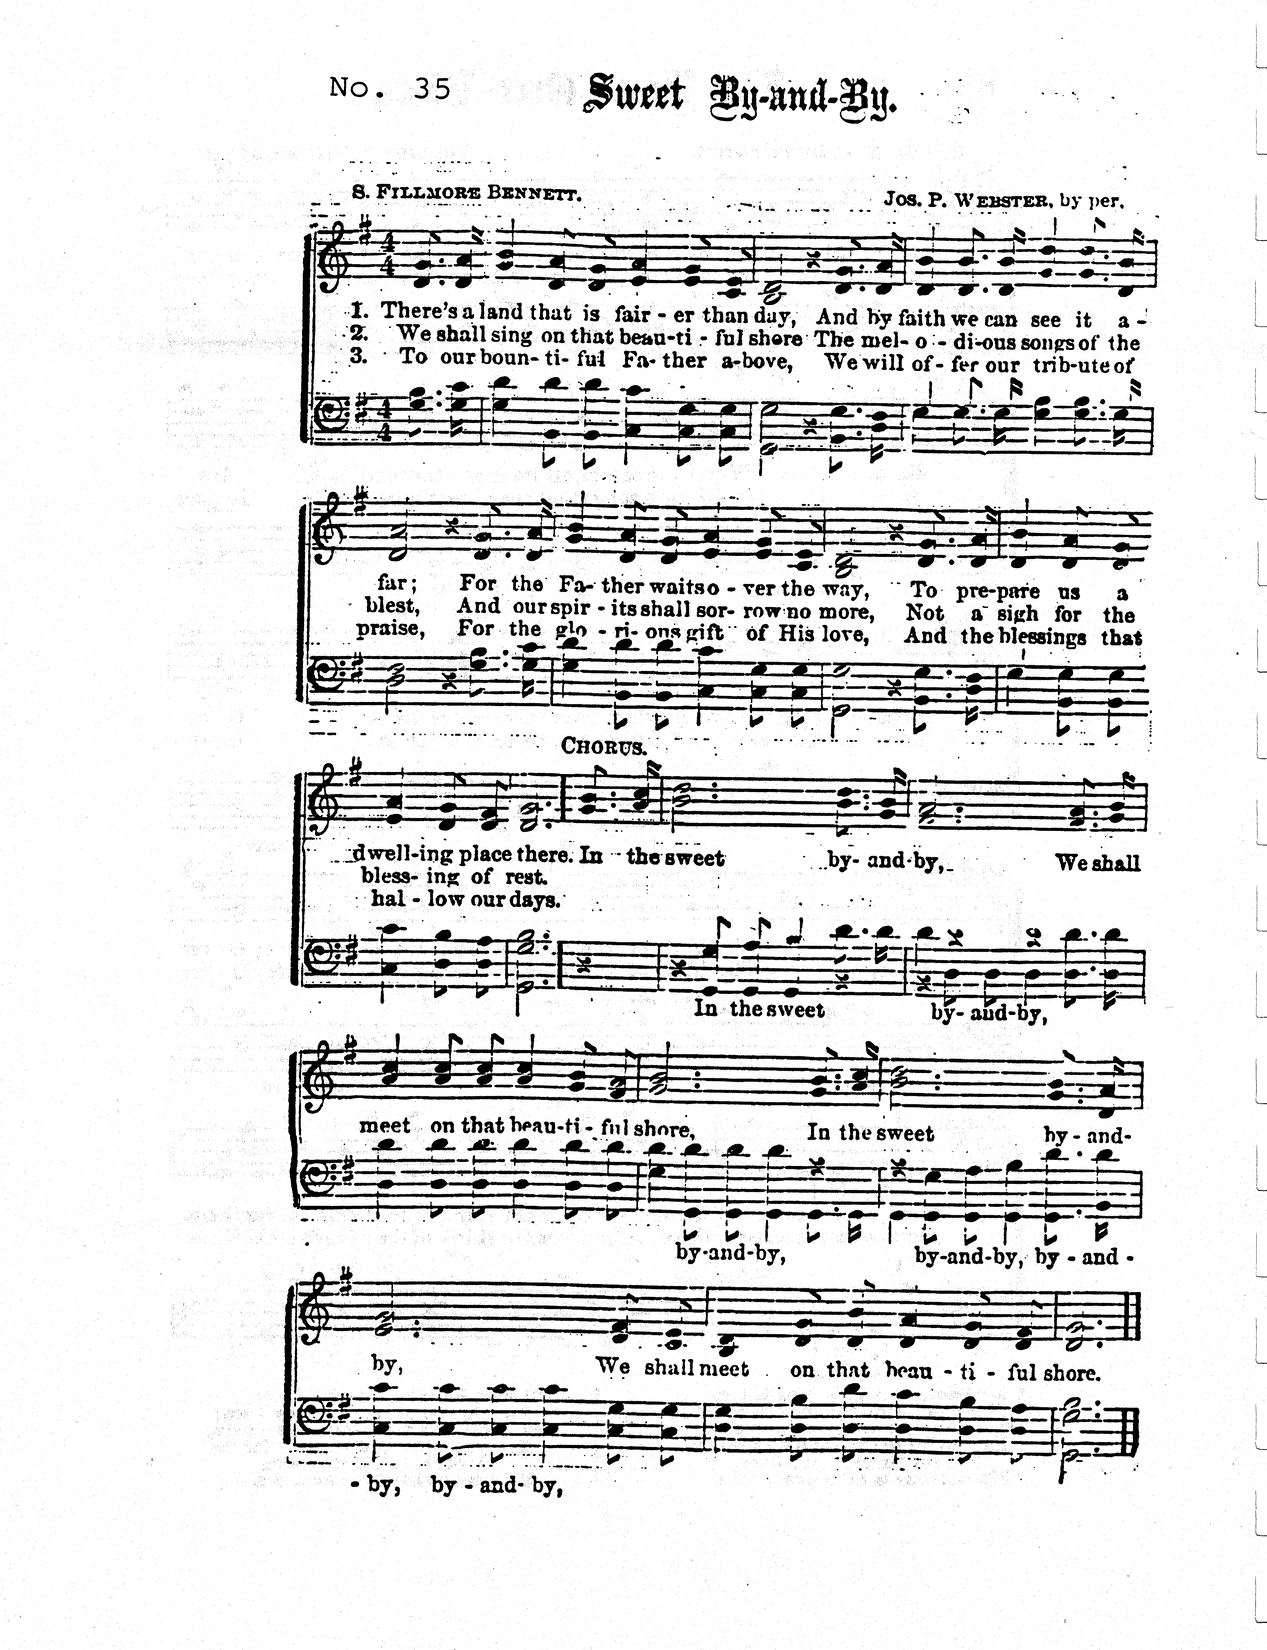 No. 35 Sweet By-and-By.
S. FILLMORE BENNETT. JOS. P. WEBSTER, by per.
1. There's a land that is fair - er than day, And by faith we can see it a -
2. We shall sing on that beau-ti - ful shore The mel- o - di-ous songs of the
3. To our boun- ti- ful Fa- ther a-bove, We will of - fer our trib-ute of
far; For the Fa- ther waits o - ver the way, To pre-pare us a
blest, And our spir - its shall sor- row no more, Not a sigh for the
praise, For the glo - ri- ous gift of His love, And the blessings that
CHORUS.
dwell-ing place there. In the sweet by- and-by, We shall
bless- ing of rest.
hal - low our days.
In the sweet by- and-by,
meet on that beau-ti - ful shore, In the sweet by - and-
by-and-by, by-and-by, by - and -
by, We shall meet on that beau - ti - ful shore.
- by, by - and- by,